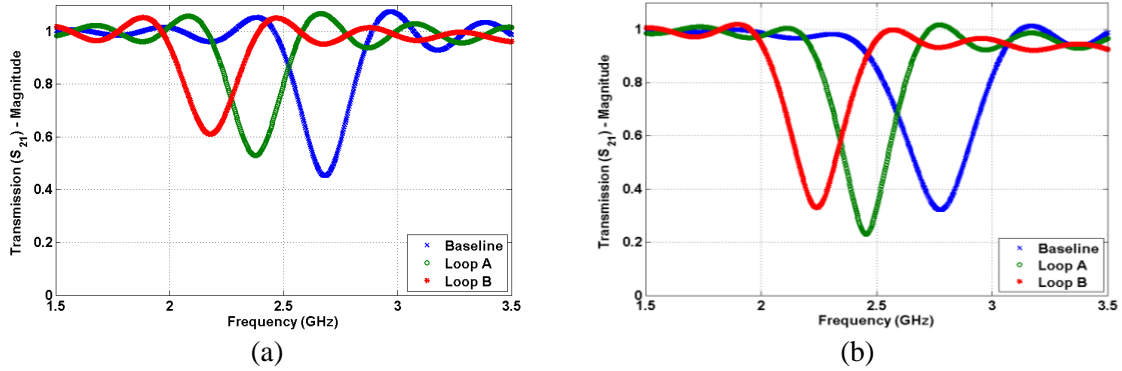 Transmission (S 21) - Magnitude
1
0.8
0.6
0.4
0.2
0
1.5 2 2.5 3 3.5
Frequency (GHz)
Baseline
Loop A
Loop B
(a)
Transmission (S 21) - Magnitude
1
0.8
0.6
0.4
0.2
0
1.5 2 2.5 3 3.5
Frequency (GHz)
Baseline
Loop A
Loop B
(b)